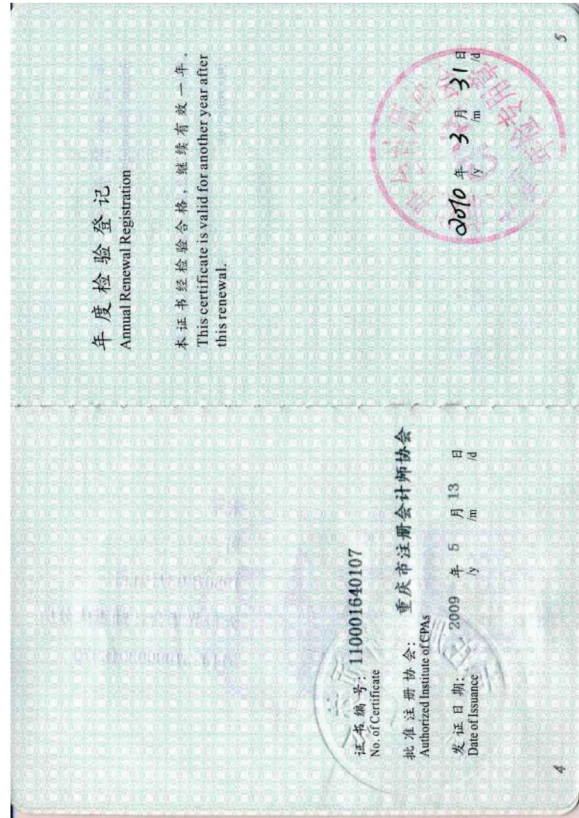 证书编号: 110001640107
No. of Certificate
批准注册协会: 重庆市注册会计师协会
Authorized Institute of CPAs
发证日期: 2009 年 5 月 13 日
Date of Issuance /y /m /d
4
年度检验登记
Annual Renewal Registration
本证书经检验合格，继续有效一年.
This certificate is valid for another year after
this renewal.
2010 年 3 月 31 日
/y /m /d
5